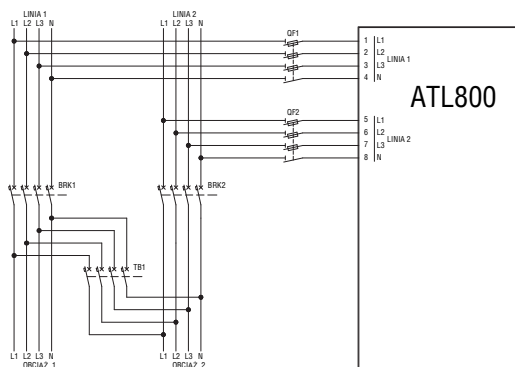 LINIA 1
L1 L2 L3 N
LINIA 2
L1 L2 L3 N
QF1
1 L1
2 L2
3 L3
4 N
LINIA 1
ATL800
QF2
5 L1
6 L2
7 L3
8 N
LINIA 2
BRK1
BRK2
TB1
L1 L2 L3 N
OBCIĄŻ. 1
L1 L2 L3 N
OBCIĄŻ. 2